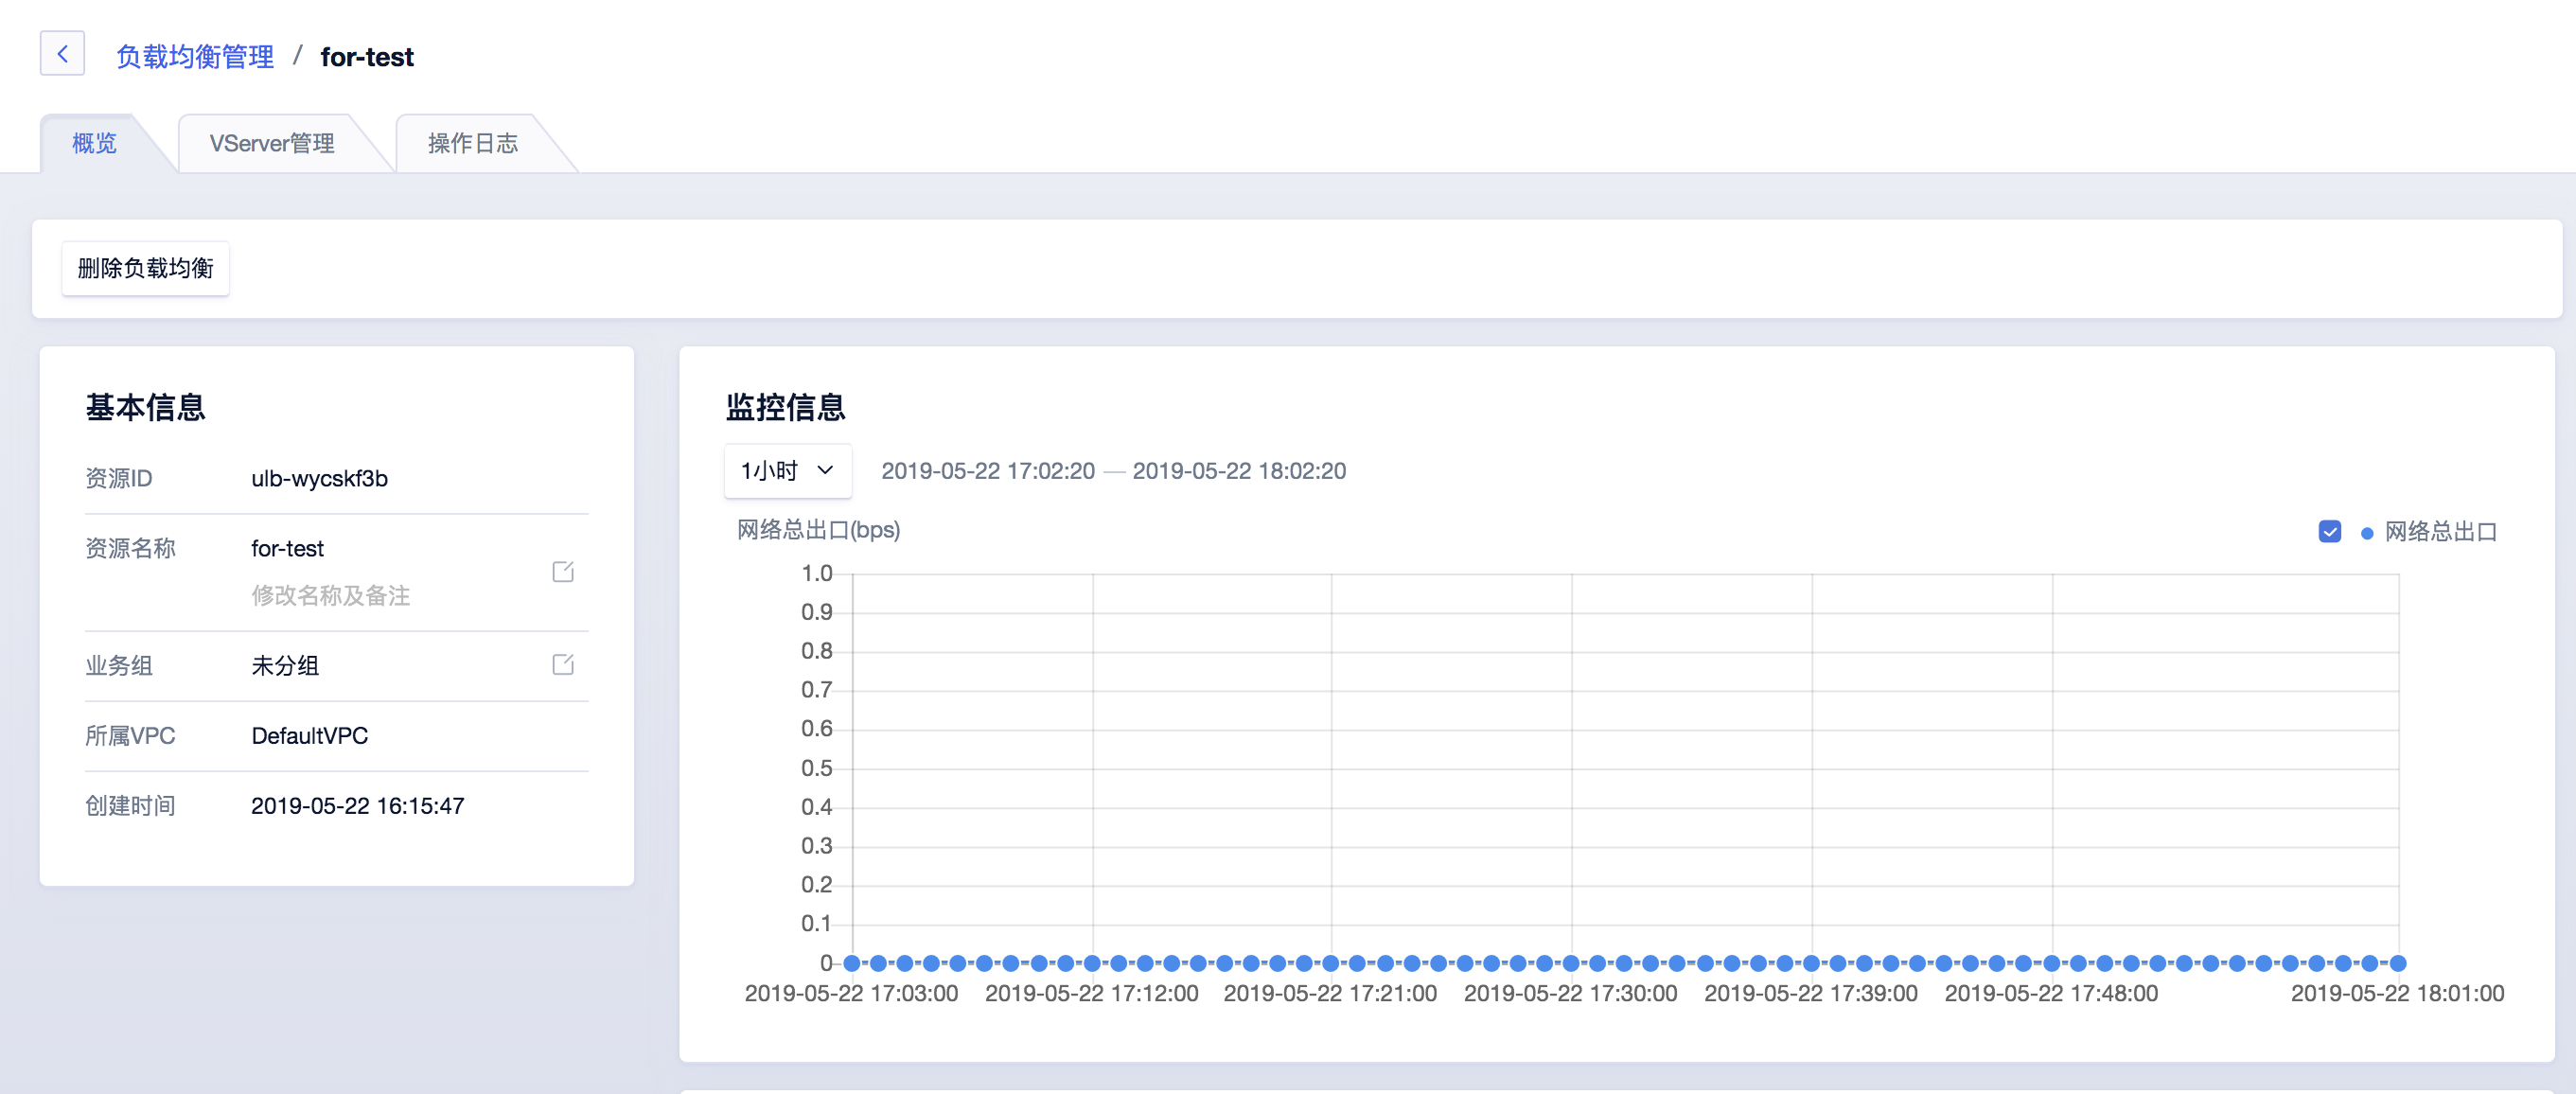 负载均衡管理 / for-test
概览 VServer管理 操作日志
删除负载均衡
基本信息
资源ID ulb-wycskf3b
资源名称 for-test
修改名称及备注
业务组 未分组
所属VPC DefaultVPC
创建时间 2019-05-22 16:15:47
监控信息
1小时 2019-05-22 17:02:20 — 2019-05-22 18:02:20
网络总出口(bps)
网络总出口
1.0
0.9
0.8
0.7
0.6
0.5
0.4
0.3
0.2
0.1
0
2019-05-22 17:03:00 2019-05-22 17:12:00 2019-05-22 17:21:00 2019-05-22 17:30:00 2019-05-22 17:39:00 2019-05-22 17:48:00 2019-05-22 18:01:00